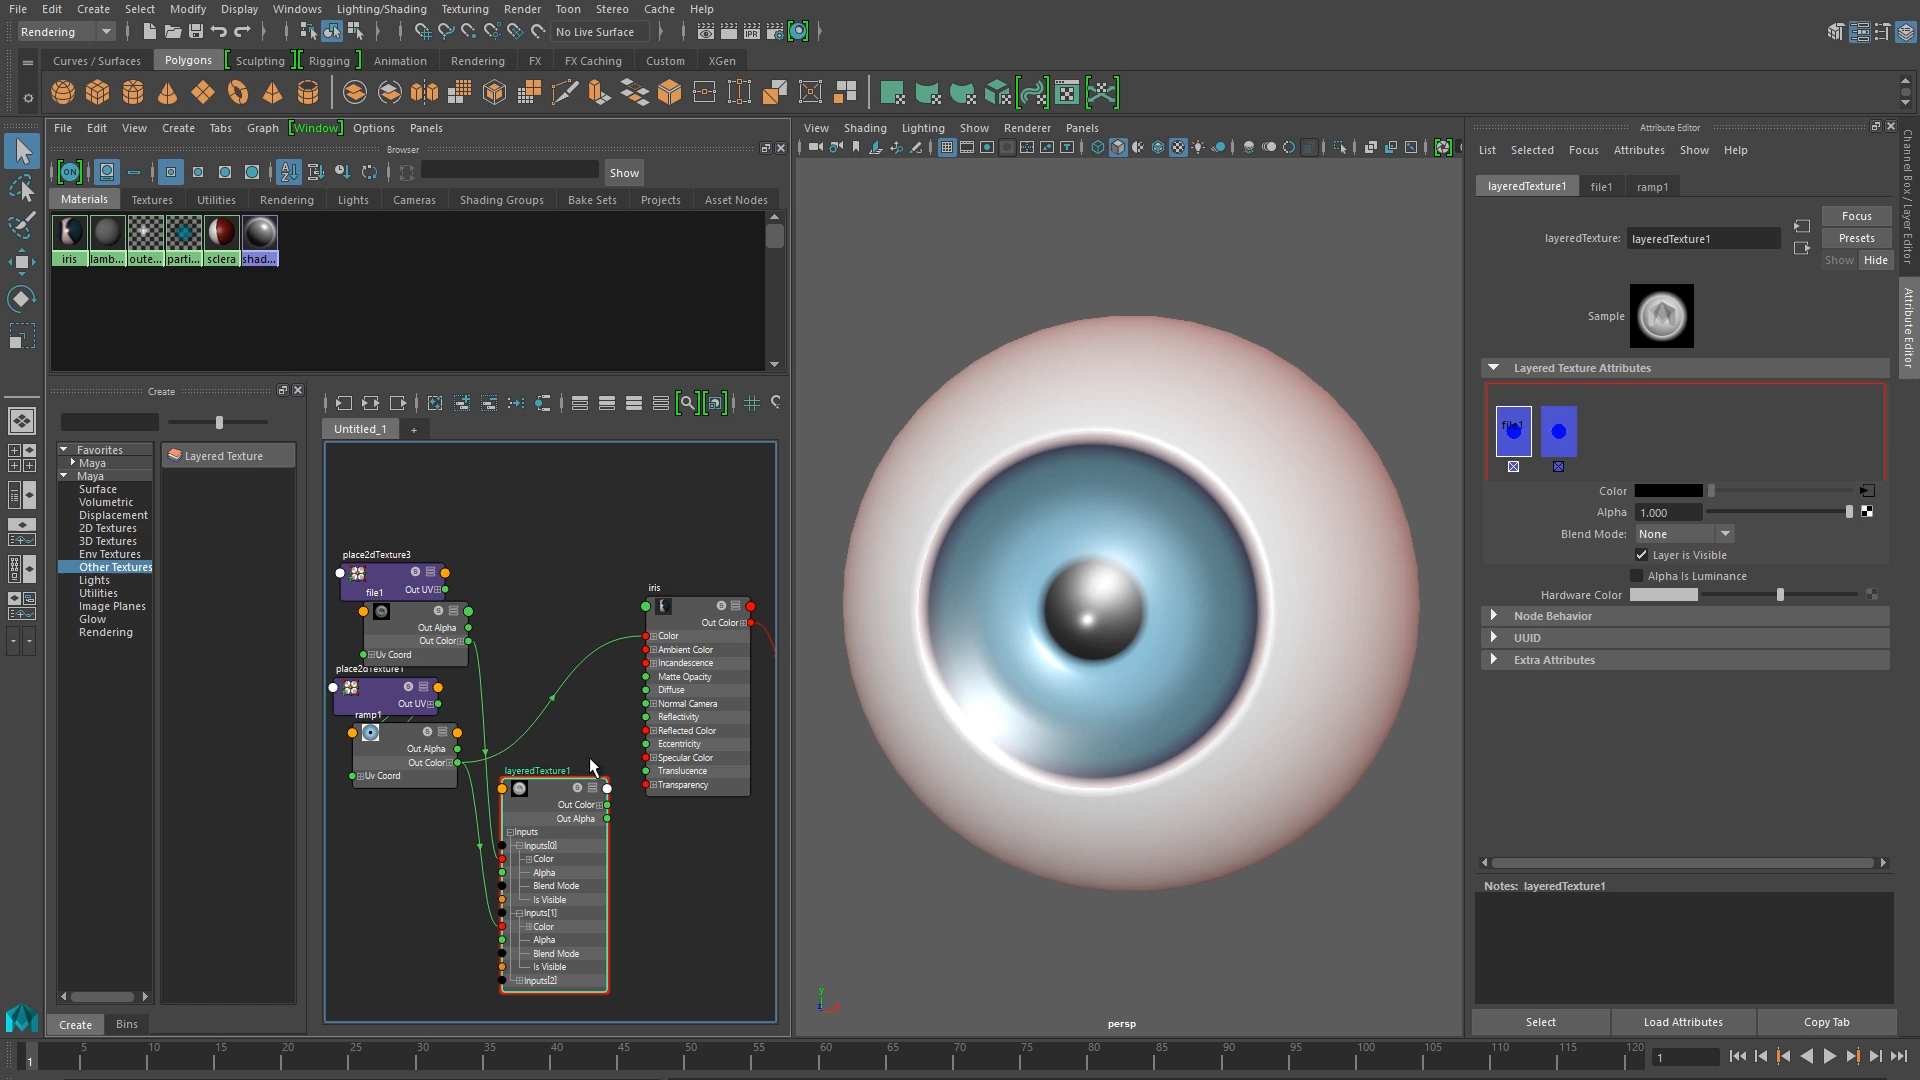 File Edit Create Select Modify Display Windows Lighting/Shading Texturing Render Toon Stereo Cache Help
Rendering
No Live Surface
IPR
Curves / Surfaces Polygons Sculpting Rigging Animation Rendering FX FX Caching Custom XGen
File Edit View Create Tabs Graph Window Options Panels
Browser
ON
Show
Materials Textures Utilities Rendering Lights Cameras Shading Groups Bake Sets Projects Asset Nodes
iris lamb... oute... parti... sclera shad...
Create
Favorites
Maya
Maya
Surface
Volumetric
Displacement
2D Textures
3D Textures
Env Textures
Other Textures
Lights
Utilities
Image Planes
Glow
Rendering
Layered Texture
Create Bins
Untitled_1 +
place2dTexture3
Out UV
file1
Out Alpha
Out Color
Uv Coord
place2dTexture1
Out UV
ramp1
Out Alpha
Out Color
Uv Coord
layeredTexture1
Out Color
Out Alpha
Inputs
Inputs[0]
Color
Alpha
Blend Mode
Is Visible
Inputs[1]
Color
Alpha
Blend Mode
Is Visible
Inputs[2]
iris
Out Color
Color
Ambient Color
Incandescence
Matte Opacity
Diffuse
Normal Camera
Reflectivity
Reflected Color
Eccentricity
Specular Color
Translucence
Transparency
View Shading Lighting Show Renderer Panels
y
persp
Attribute Editor
List Selected Focus Attributes Show Help
layeredTexture1 file1 ramp1
layeredTexture: layeredTexture1
Focus
Presets
Show Hide
Sample
Layered Texture Attributes
file1
Color
Alpha 1.000
Blend Mode: None
Layer is Visible
Alpha Is Luminance
Hardware Color
Node Behavior
UUID
Extra Attributes
Notes: layeredTexture1
Select Load Attributes Copy Tab
Channel Box / Layer Editor
Attribute Editor
1 5 10 15 20 25 30 35 40 45 50 55 60 65 70 75 80 85 90 95 100 105 110 115 120
1